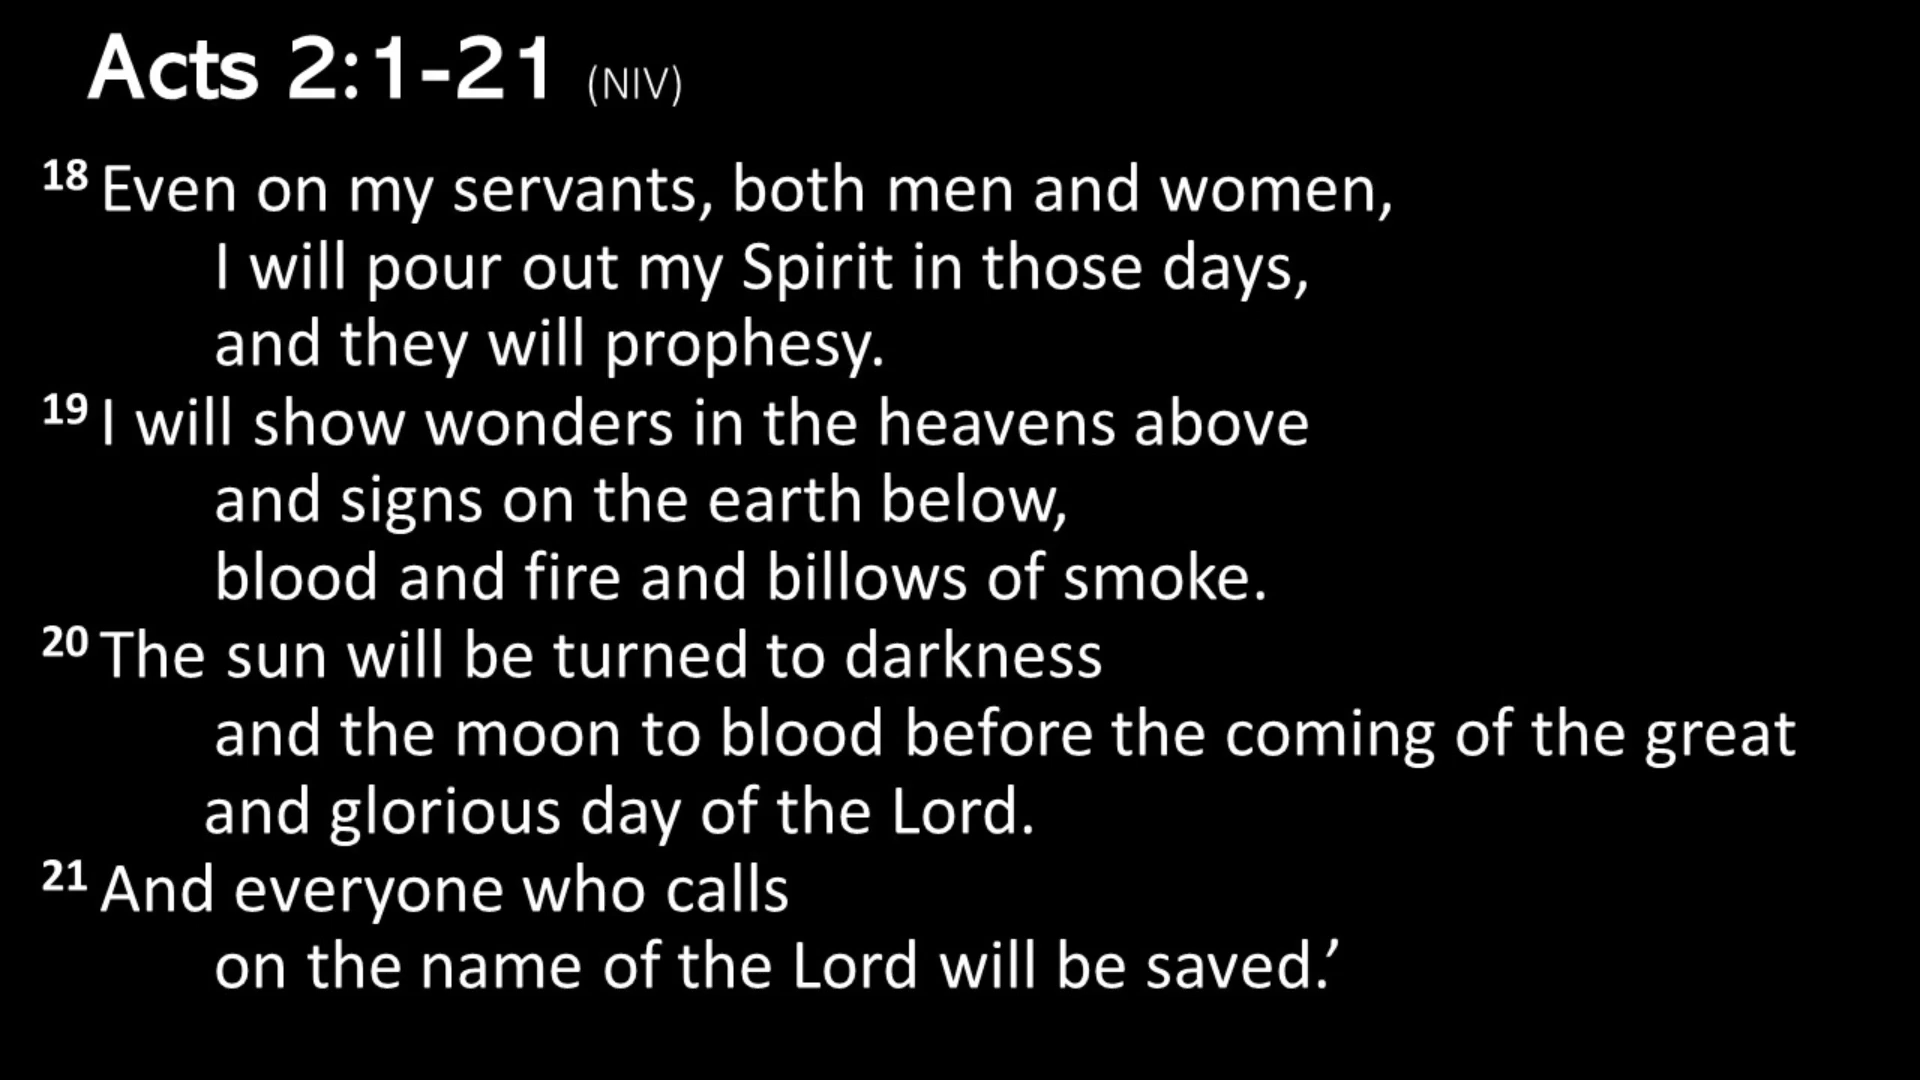 Acts 2:1-21 (NIV)
18 Even on my servants, both men and women,
I will pour out my Spirit in those days,
and they will prophesy.
19 I will show wonders in the heavens above
and signs on the earth below,
blood and fire and billows of smoke.
20 The sun will be turned to darkness
and the moon to blood before the coming of the great
and glorious day of the Lord.
21 And everyone who calls
on the name of the Lord will be saved.’